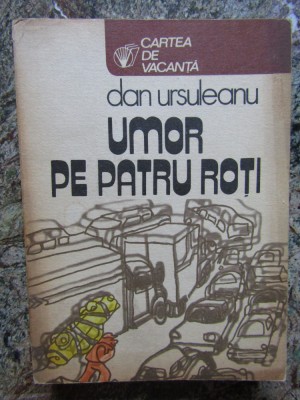 CARTEA
DE
VACANȚĂ
dan ursuleanu
UMOR
PE PATRU ROȚI